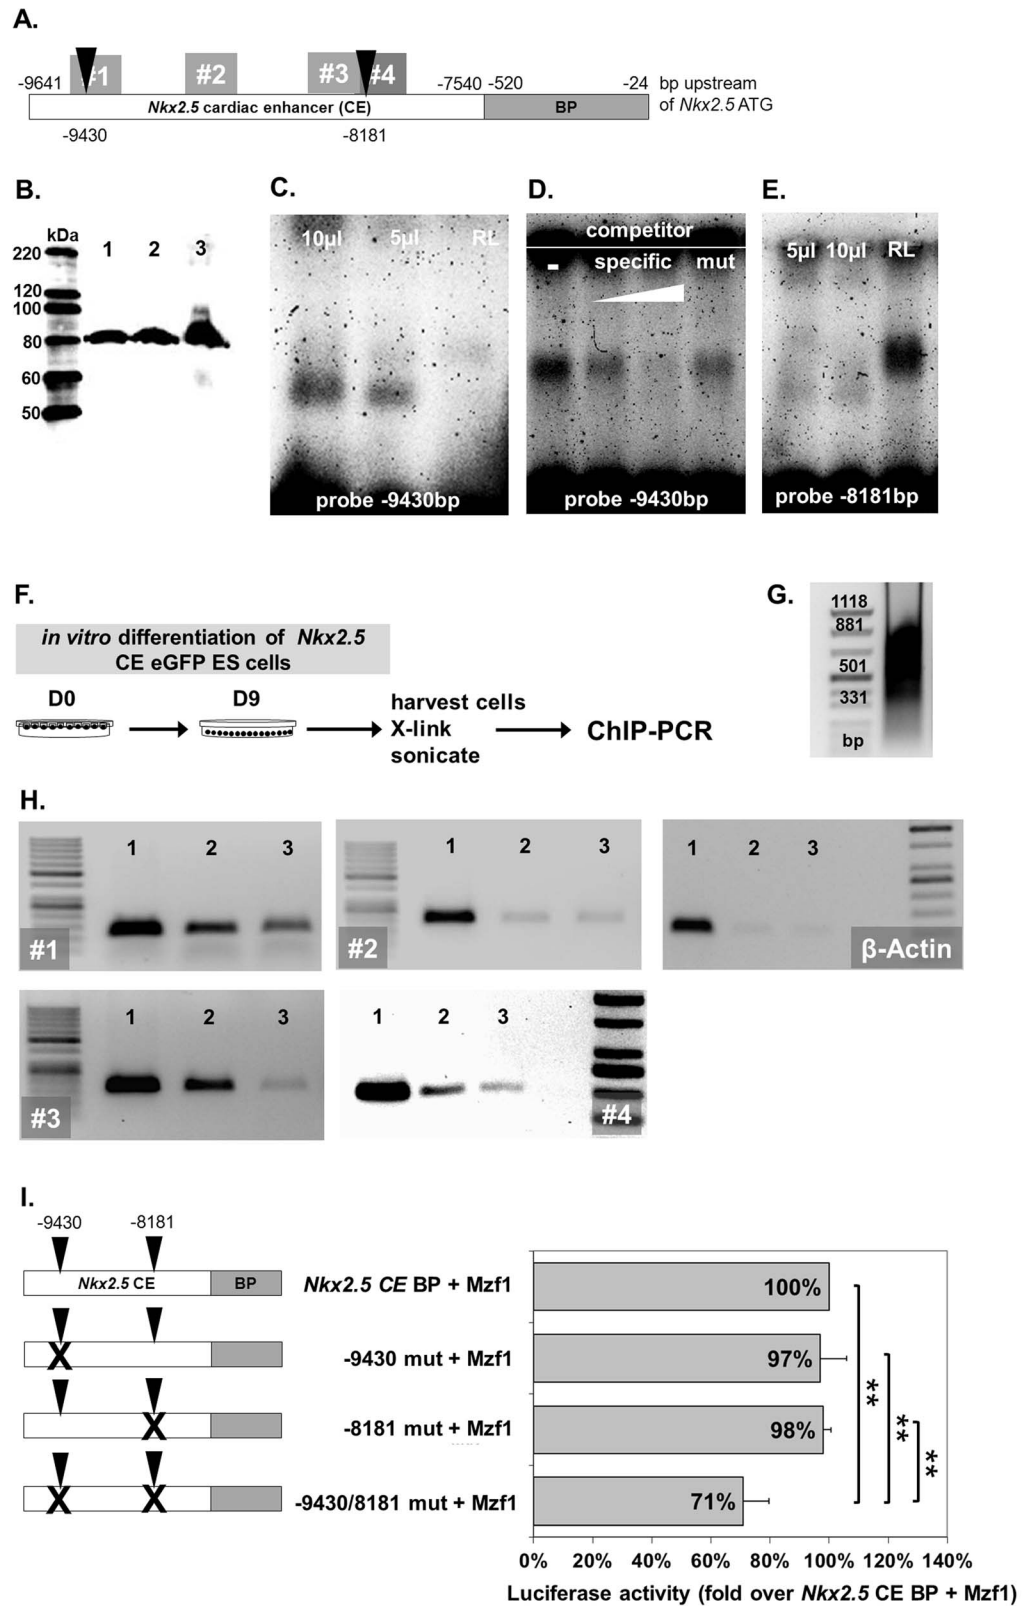 A.
#1 #2 #3 #4
-9641 -7540 -520 -24 bp upstream
Nkx2.5 cardiac enhancer (CE) BP of Nkx2.5 ATG
-9430 -8181
B.
kDa 1 2 3
220
120
100
80
60
50
C.
10µl 5µl RL
probe -9430bp
D.
competitor
- specific mut
probe -9430bp
E.
5µl 10µl RL
probe -8181bp
F.
in vitro differentiation of Nkx2.5
CE eGFP ES cells
D0 D9
harvest cells
X-link
sonicate
ChIP-PCR
G.
1118
881
501
331
bp
H.
1 2 3
#1
1 2 3
#2
1 2 3
β-Actin
1 2 3
#3
1 2 3
#4
I.
-9430 -8181
Nkx2.5 CE BP
X
X
X X
Nkx2.5 CE BP + Mzf1
-9430 mut + Mzf1
-8181 mut + Mzf1
-9430/8181 mut + Mzf1
100%
97%
98%
71%
**
**
**
0% 20% 40% 60% 80% 100% 120% 140%
Luciferase activity (fold over Nkx2.5 CE BP + Mzf1)